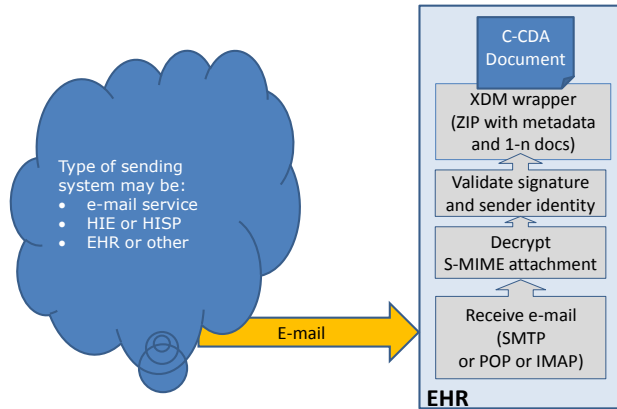 Type of sending
system may be:
• e-mail service
• HIE or HISP
• EHR or other
E-mail
C-CDA
Document
XDM wrapper
(ZIP with metadata
and 1-n docs)
Validate signature
and sender identity
Decrypt
S-MIME attachment
Receive e-mail
(SMTP
or POP or IMAP)
EHR